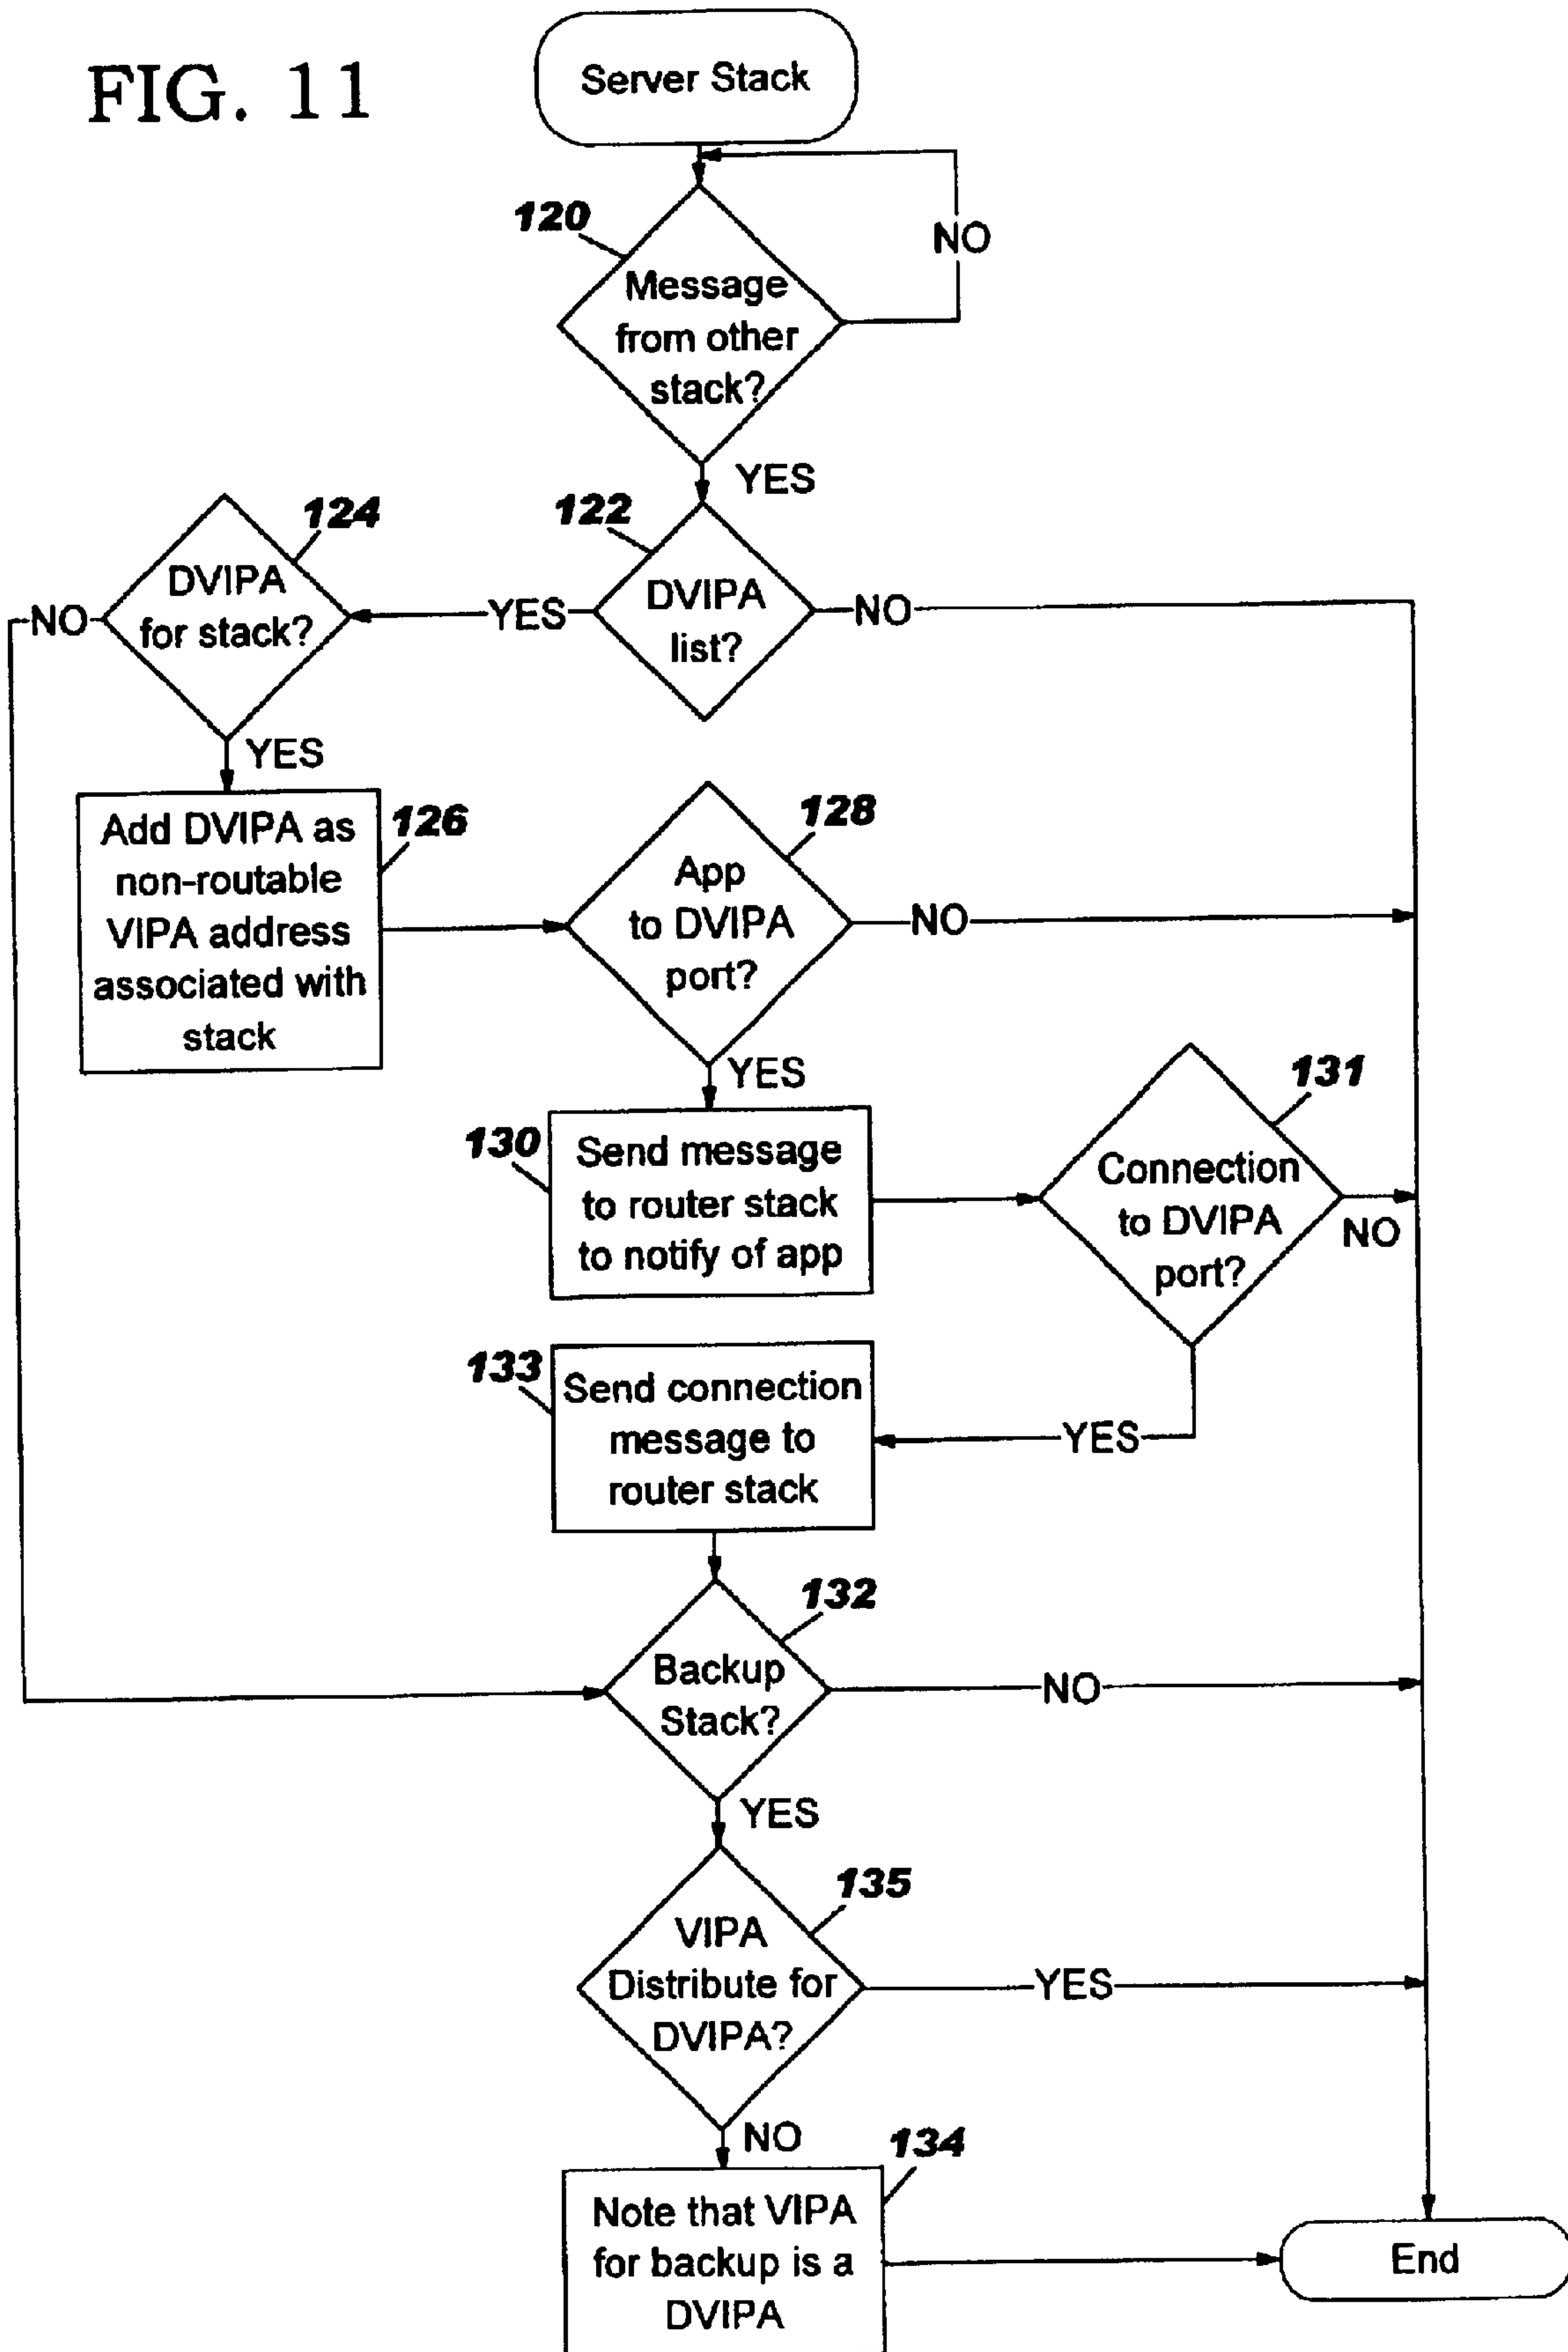 FIG. 11
Server Stack
120
NO
Message
from other
stack?
YES
124
122
DVIPA
for stack?
NO
YES
DVIPA
list?
NO
YES
Add DVIPA as
non-routable
VIPA address
associated with
stack
126
128
App
to DVIPA
port?
NO
YES
131
130
Send message
to router stack
to notify of app
Connection
to DVIPA
port?
NO
133
Send connection
message to
router stack
YES
132
Backup
Stack?
NO
YES
135
VIPA
Distribute for
DVIPA?
YES
NO
134
Note that VIPA
for backup is a
DVIPA
End